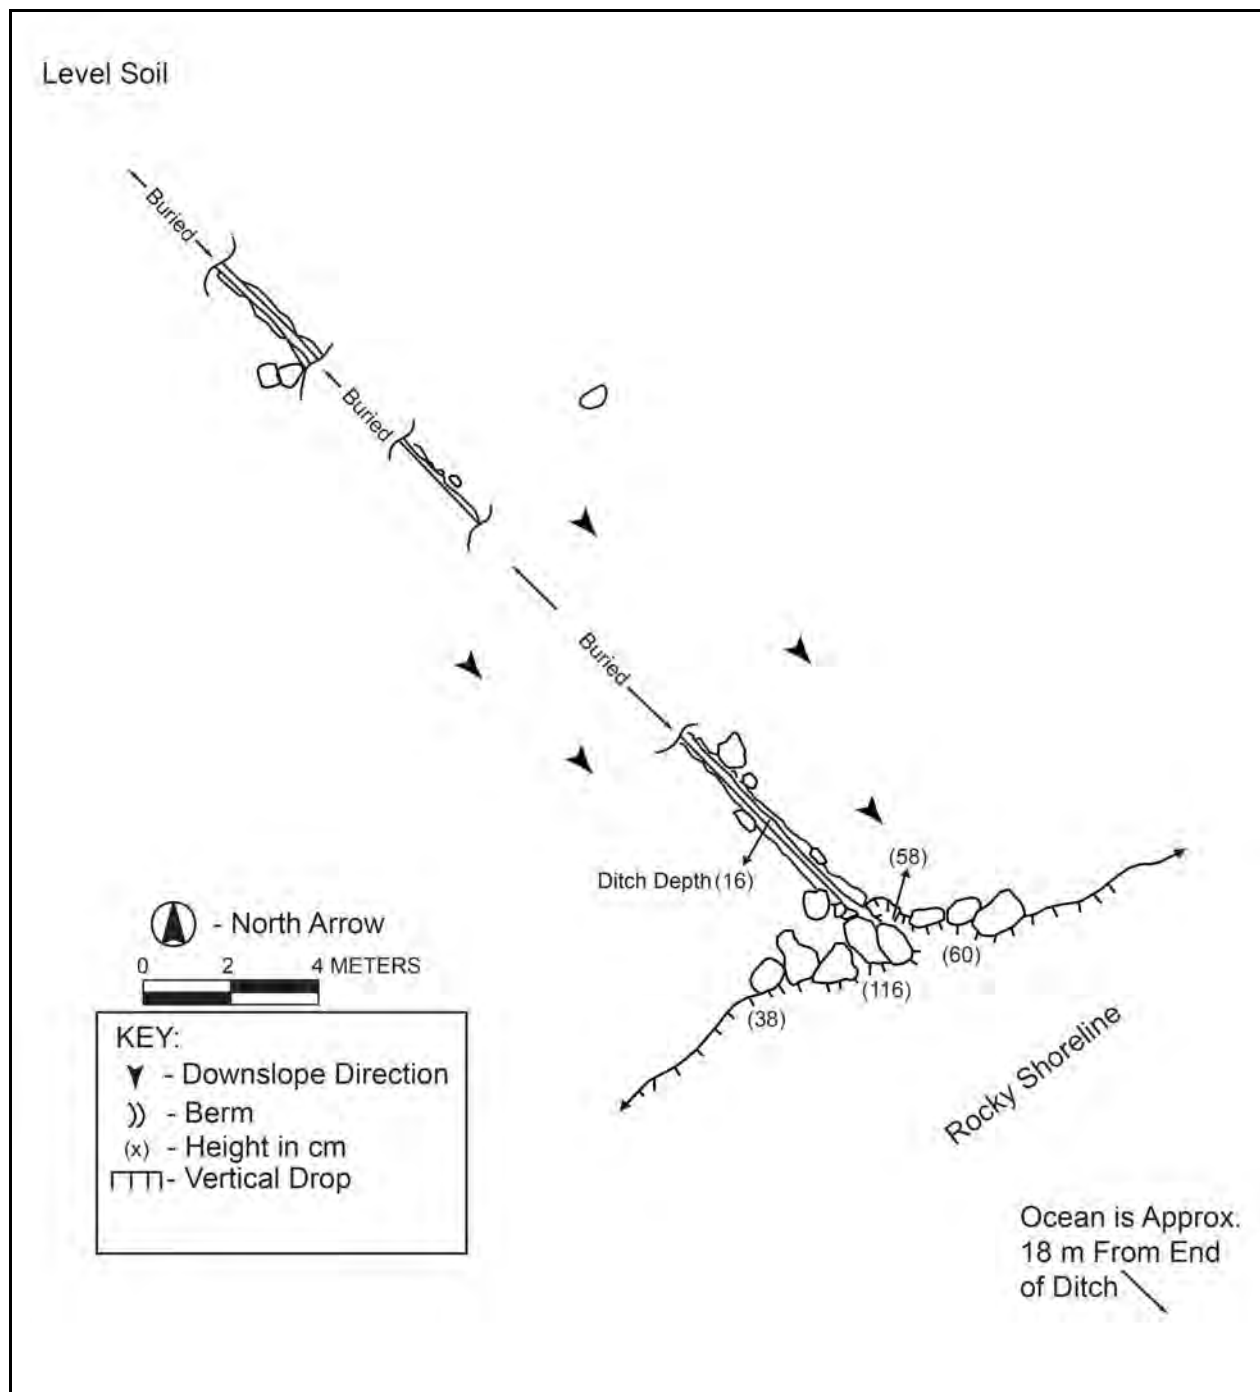 Level Soil
Buried
Buried
Buried
Ditch Depth (16)
(58)
(60)
(116)
(38)
- North Arrow
0 2 4 METERS
KEY:
- Downslope Direction
- Berm
(x) - Height in cm
- Vertical Drop
Rocky Shoreline
Ocean is Approx.
18 m From End
of Ditch